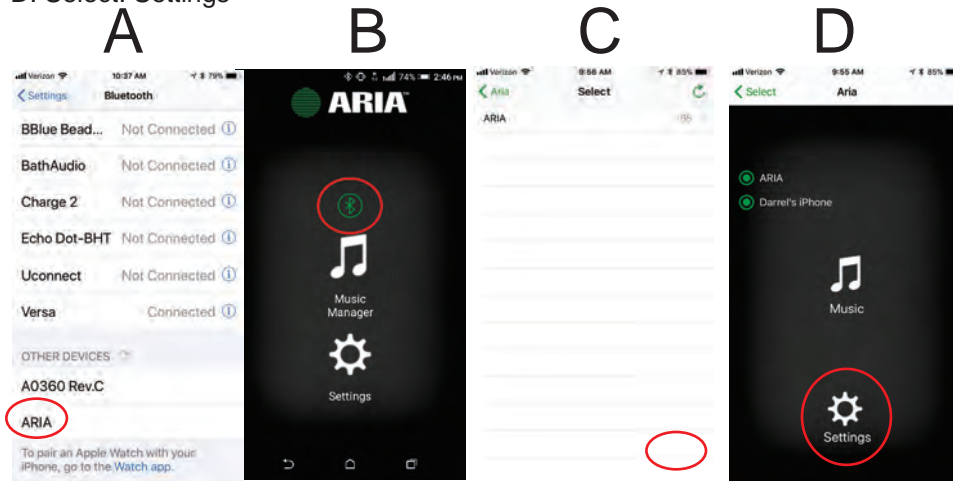 D. Select: Settings
A B C D
Verizon 10:37 AM 79%
Settings Bluetooth
BBlue Bead... Not Connected
BathAudio Not Connected
Charge 2 Not Connected
Echo Dot-BHT Not Connected
Uconnect Not Connected
Versa Connected
OTHER DEVICES
A0360 Rev.C
ARIA
To pair an Apple Watch with your
iPhone, go to the Watch app.
74% 2:46 PM
ARIA
Music
Manager
Settings
Verizon 9:56 AM 85%
Aria Select
ARIA
Verizon 9:55 AM 85%
Select Aria
ARIA
Darrel's iPhone
Music
Settings